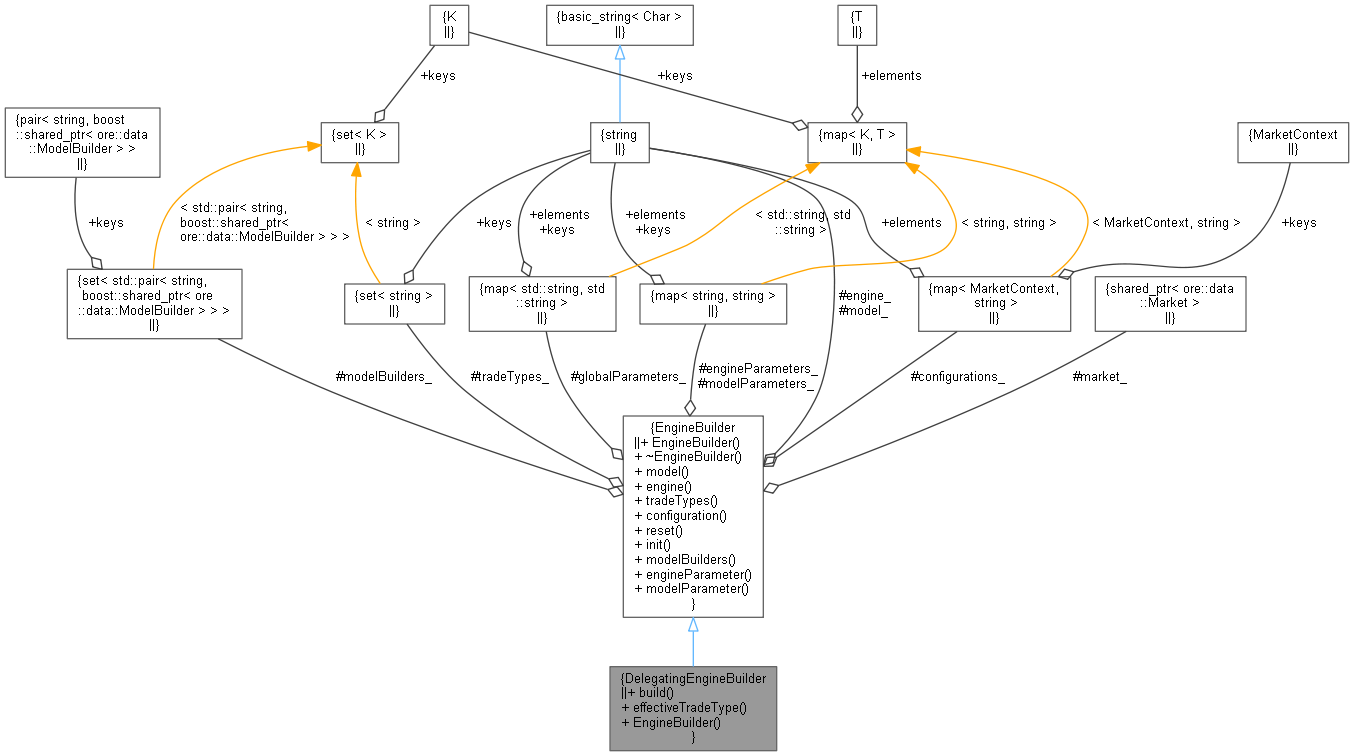 {K
||}
{basic_string< Char >
||}
{T
||}
+keys
+keys
+elements
{pair< string, boost
::shared_ptr< ore::data
::ModelBuilder > >
||}
{set< K >
||}
{string
||}
{map< K, T >
||}
{MarketContext
||}
+keys
< std::pair< string,
boost::shared_ptr<
ore::data::ModelBuilder > > >
< string >
+keys
+elements
+keys
+elements
+keys
< std::string, std
::string >
+elements
< string, string >
< MarketContext, string >
+keys
{set< std::pair< string,
boost::shared_ptr< ore
::data::ModelBuilder > > >
||}
{set< string >
||}
{map< std::string, std
::string >
||}
{map< string, string >
||}
#engine_
#model_
{map< MarketContext,
string >
||}
{shared_ptr< ore::data
::Market >
||}
#modelBuilders_
#tradeTypes_
#globalParameters_
#engineParameters_
#modelParameters_
#configurations_
#market_
{EngineBuilder
||+ EngineBuilder()
+ ~EngineBuilder()
+ model()
+ engine()
+ tradeTypes()
+ configuration()
+ reset()
+ init()
+ modelBuilders()
+ engineParameter()
+ modelParameter()
}
{DelegatingEngineBuilder
||+ build()
+ effectiveTradeType()
+ EngineBuilder()
}